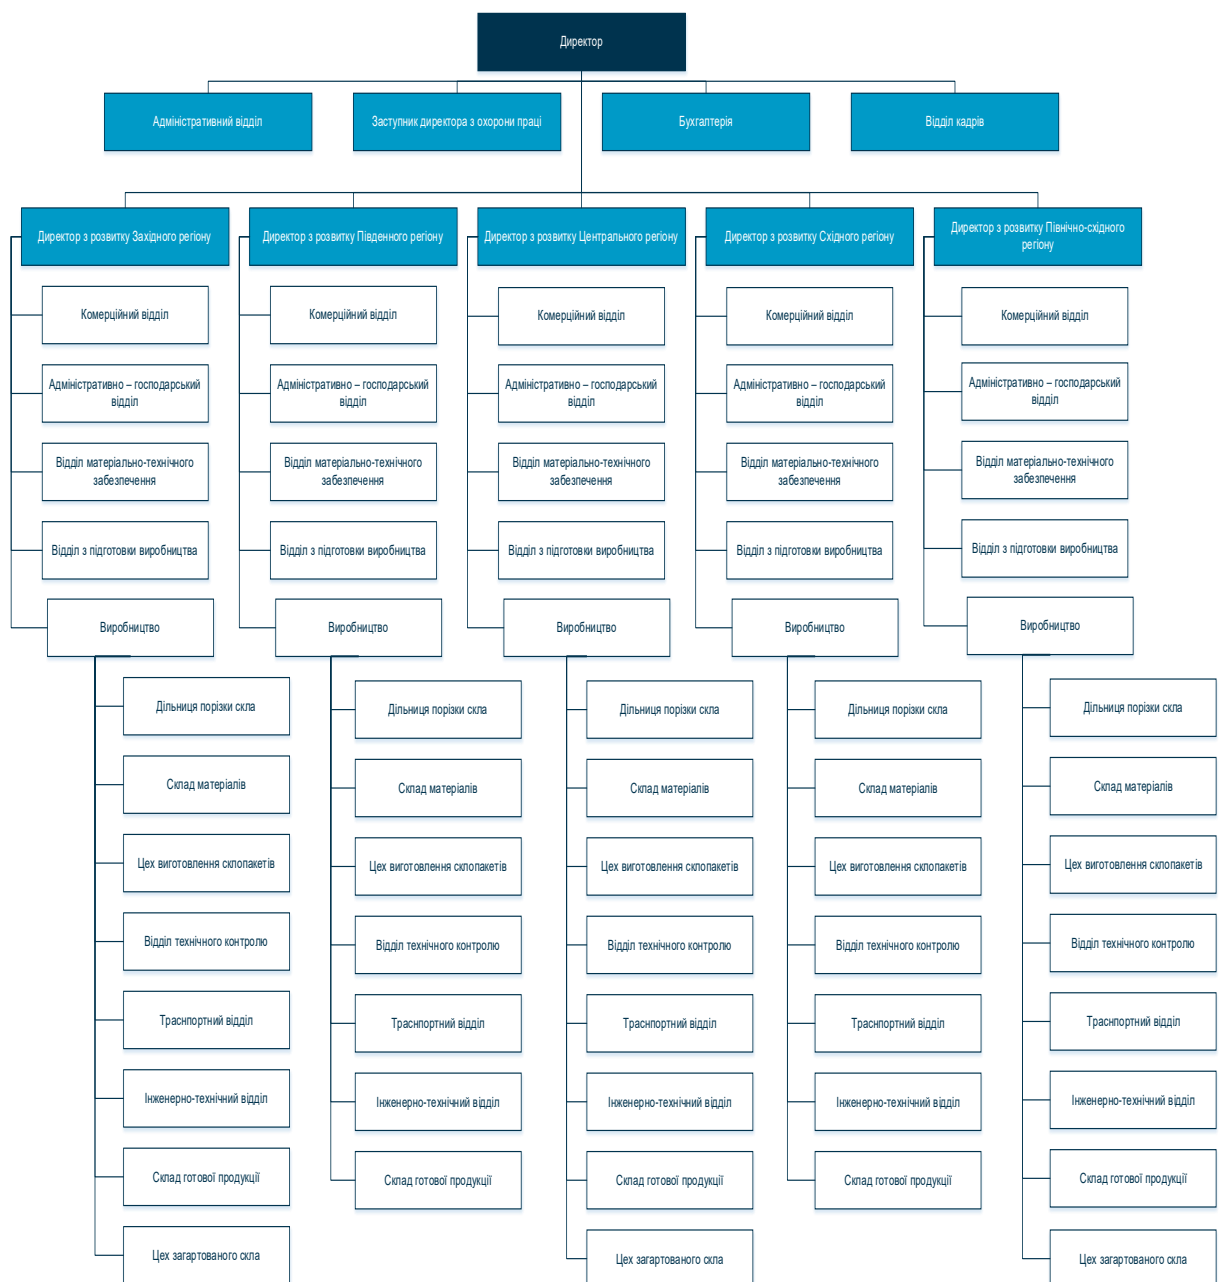 Директор
Адміністративний відділ
Заступник директора з охорони праці
Бухгалтерія
Відділ кадрів
Директор з розвитку Західного регіону
Директор з розвитку Південного регіону
Директор з розвитку Центрального регіону
Директор з розвитку Східного регіону
Директор з розвитку Північно-східного
регіону
Комерційний відділ
Адміністративно – господарський
відділ
Відділ матеріально-технічного
забезпечення
Відділ з підготовки виробництва
Виробництво
Дільниця порізки скла
Склад матеріалів
Цех виготовлення склопакетів
Відділ технічного контролю
Траснпортний відділ
Інженерно-технічний відділ
Склад готової продукції
Цех загартованого скла
Комерційний відділ
Адміністративно – господарський
відділ
Відділ матеріально-технічного
забезпечення
Відділ з підготовки виробництва
Виробництво
Дільниця порізки скла
Склад матеріалів
Цех виготовлення склопакетів
Відділ технічного контролю
Траснпортний відділ
Інженерно-технічний відділ
Склад готової продукції
Комерційний відділ
Адміністративно – господарський
відділ
Відділ матеріально-технічного
забезпечення
Відділ з підготовки виробництва
Виробництво
Дільниця порізки скла
Склад матеріалів
Цех виготовлення склопакетів
Відділ технічного контролю
Траснпортний відділ
Інженерно-технічний відділ
Склад готової продукції
Цех загартованого скла
Комерційний відділ
Адміністративно – господарський
відділ
Відділ матеріально-технічного
забезпечення
Відділ з підготовки виробництва
Виробництво
Дільниця порізки скла
Склад матеріалів
Цех виготовлення склопакетів
Відділ технічного контролю
Траснпортний відділ
Інженерно-технічний відділ
Склад готової продукції
Комерційний відділ
Адміністративно – господарський
відділ
Відділ матеріально-технічного
забезпечення
Відділ з підготовки виробництва
Виробництво
Дільниця порізки скла
Склад матеріалів
Цех виготовлення склопакетів
Відділ технічного контролю
Траснпортний відділ
Інженерно-технічний відділ
Склад готової продукції
Цех загартованого скла